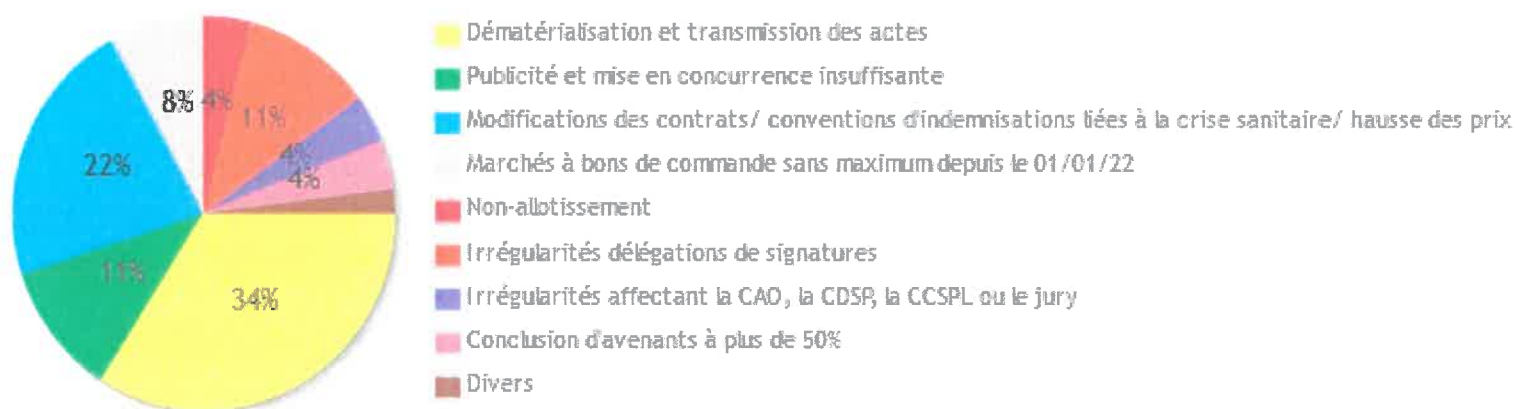 8%
4%
11%
4%
4%
22%
11%
34%
Dématérialisation et transmission des actes
Publicité et mise en concurrence insuffisante
Modifications des contrats/ conventions d'indemnisations liées à la crise sanitaire/ hausse des prix
Marchés à bons de commande sans maximum depuis le 01/01/22
Non-allotissement
Irrégularités délégations de signatures
Irrégularités affectant la CAO, la CDSP, la CCSPL ou le jury
Conclusion d'avenants à plus de 50%
Divers